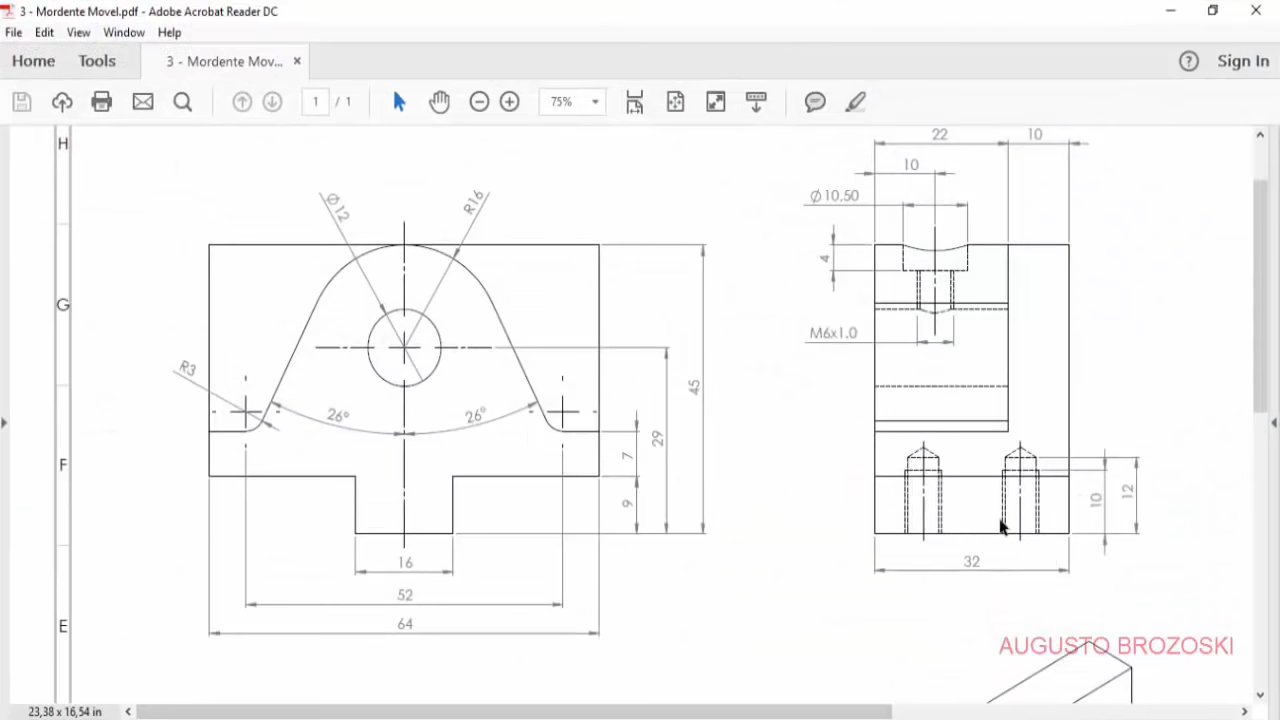 3 - Mordente Movel.pdf - Adobe Acrobat Reader DC
File Edit View Window Help
Home Tools 3 - Mordente Mov... × ? Sign In
1 / 1 75%
H
G
F
E
Ø12
R16
R3
26° 26°
45
29
7
9
16
52
64
22 10
10
Ø 10,50
4
M6x1.0
10
12
32
AUGUSTO BROZOSKI
23,38 x 16,54 in